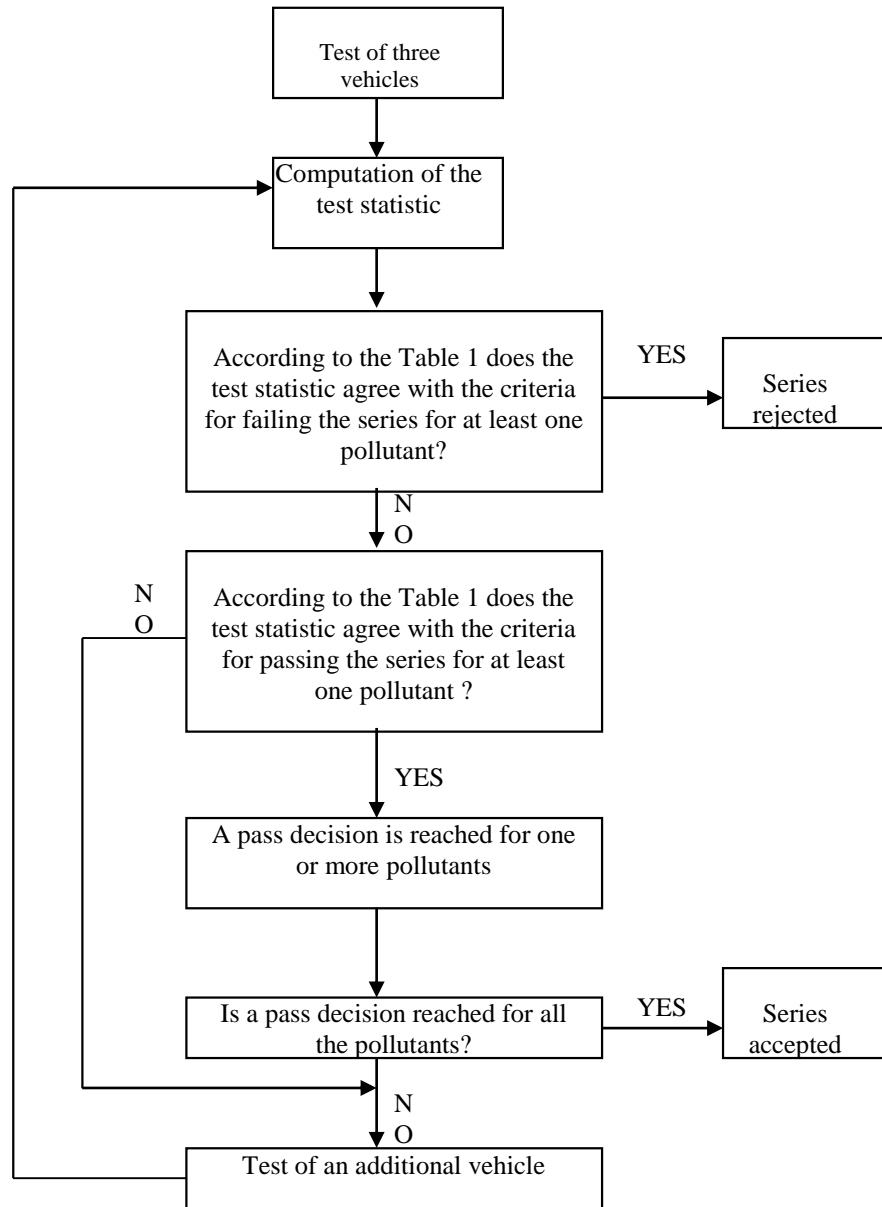 Test of three
vehicles
Computation of the
test statistic
According to the Table 1 does the
test statistic agree with the criteria
for failing the series for at least one
pollutant?
YES
Series
rejected
N
O
According to the Table 1 does the
test statistic agree with the criteria
for passing the series for at least
one pollutant ?
N
O
YES
A pass decision is reached for one
or more pollutants
Is a pass decision reached for all
the pollutants?
YES
Series
accepted
N
O
Test of an additional vehicle